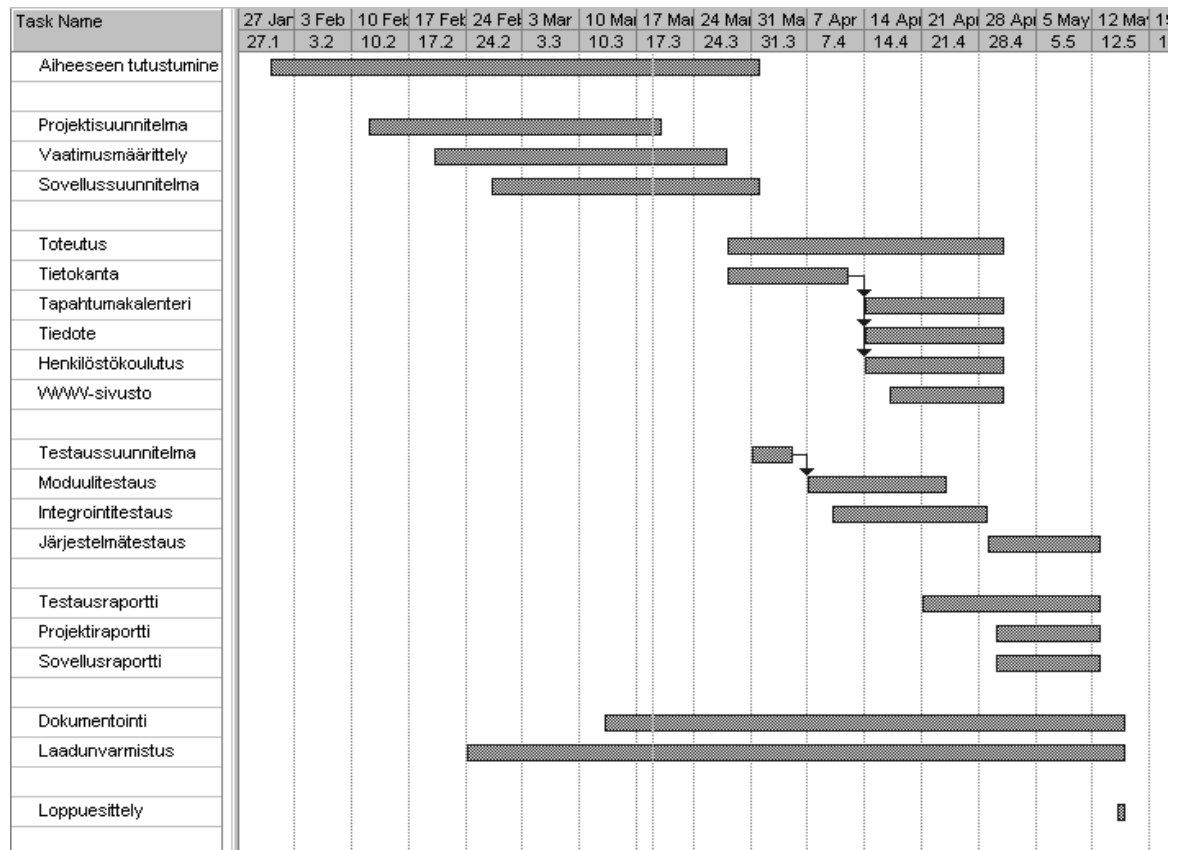 Task Name
27 Jar 3 Feb 10 Feb 17 Feb 24 Feb 3 Mar 10 Mar 17 Mar 24 Mar 31 Ma 7 Apr 14 Apr 21 Apr 28 Apr 5 May 12 May 19
27.1 3.2 10.2 17.2 24.2 3.3 10.3 17.3 24.3 31.3 7.4 14.4 21.4 28.4 5.5 12.5 1
Aiheeseen tutustumine
Projektisuunnitelma
Vaatimusmäärittely
Sovellussuunnitelma
Toteutus
Tietokanta
Tapahtumakalenteri
Tiedote
Henkilöstökoulutus
WWW-sivusto
Testaussuunnitelma
Moduulitestaus
Integrointitestaus
Järjestelmätestaus
Testausraportti
Projektiraportti
Sovellusraportti
Dokumentointi
Laadunvarmistus
Loppuesittely